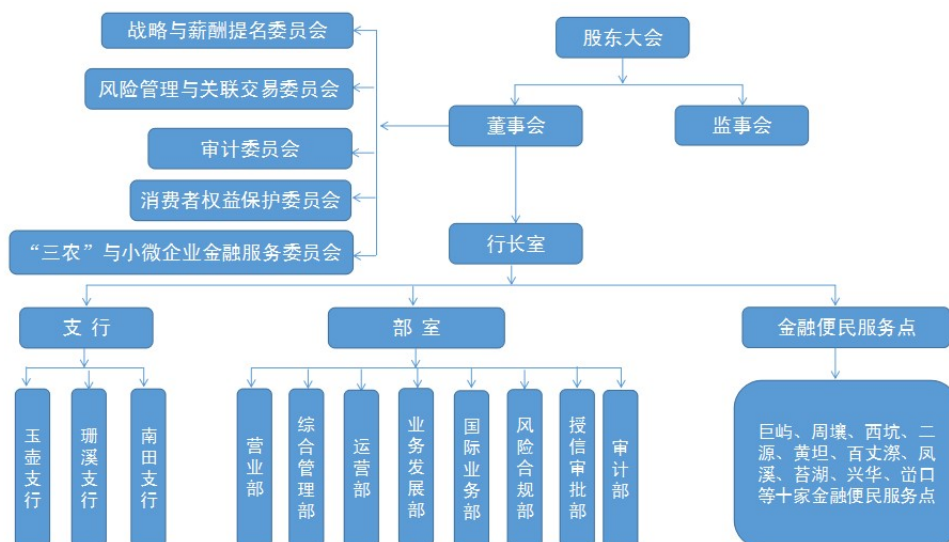 战略与薪酬提名委员会
股东大会
风险管理与关联交易委员会
董事会
监事会
审计委员会
消费者权益保护委员会
“三农”与小微企业金融服务委员会
行长室
支 行
部 室
金融便民服务点
玉壶支行
珊溪支行
南田支行
营业部
综合管理部
运营部
业务发展部
国际业务部
风险合规部
授信审批部
审计部
巨屿、周壤、西坑、二
源、黄坦、百丈漈、凤
溪、苔湖、兴华、峃口
等十家金融便民服务点